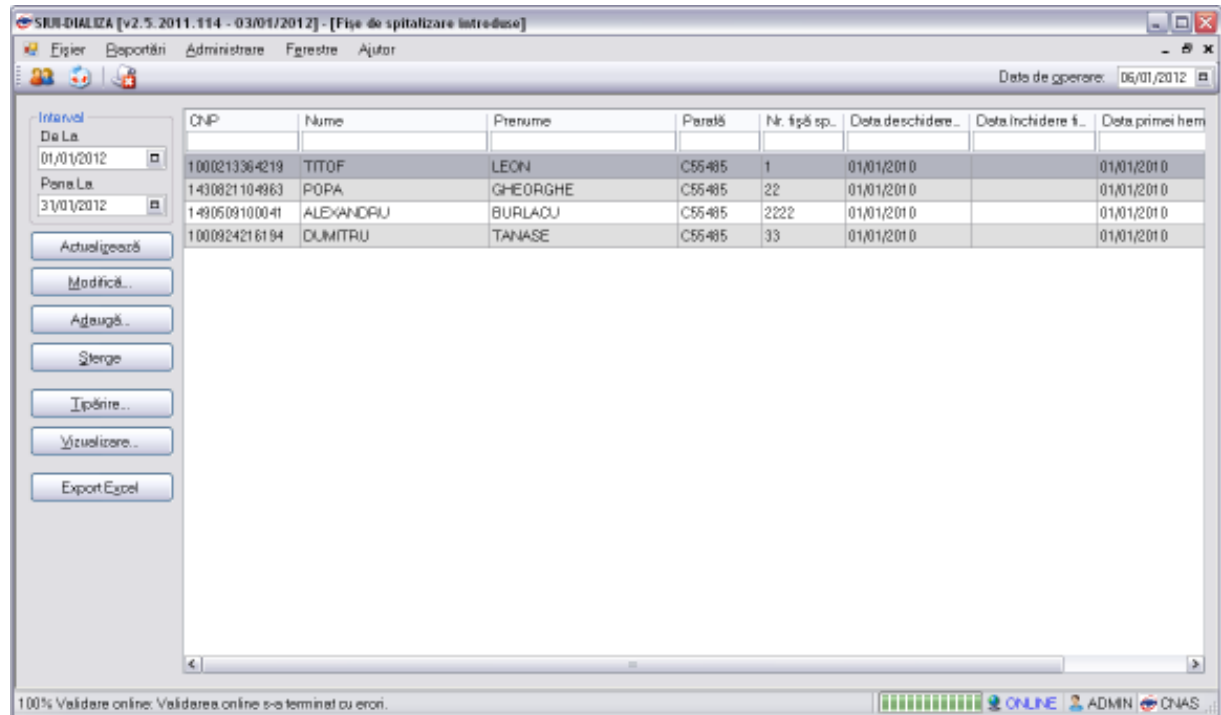 SIUI-DIALIZA [v2.5.2011.114 - 03/01/2012] - [Fişe de spitalizare introduse]
Fişier Raportări Administrare Ferestre Ajutor
Data de operare: 06/01/2012
Interval
De La
01/01/2012
Pana La
31/01/2012
Actualizează
Modifică...
Adaugă...
Şterge
Tipărire...
Vizualizare...
Export Excel
CNP Nume Prenume Parafă Nr. fişă sp... Data deschidere... Data închidere fi... Data primei hem
1000213364219 TITOF LEON C55485 1 01/01/2010 01/01/2010
1430821104963 POPA GHEORGHE C55485 22 01/01/2010 01/01/2010
1490509100041 ALEXANDRU BURLACU C55485 2222 01/01/2010 01/01/2010
1000924216194 DUMITRU TANASE C55485 33 01/01/2010 01/01/2010
100% Validare online: Validarea online s-a terminat cu erori.
ONLINE ADMIN CNAS